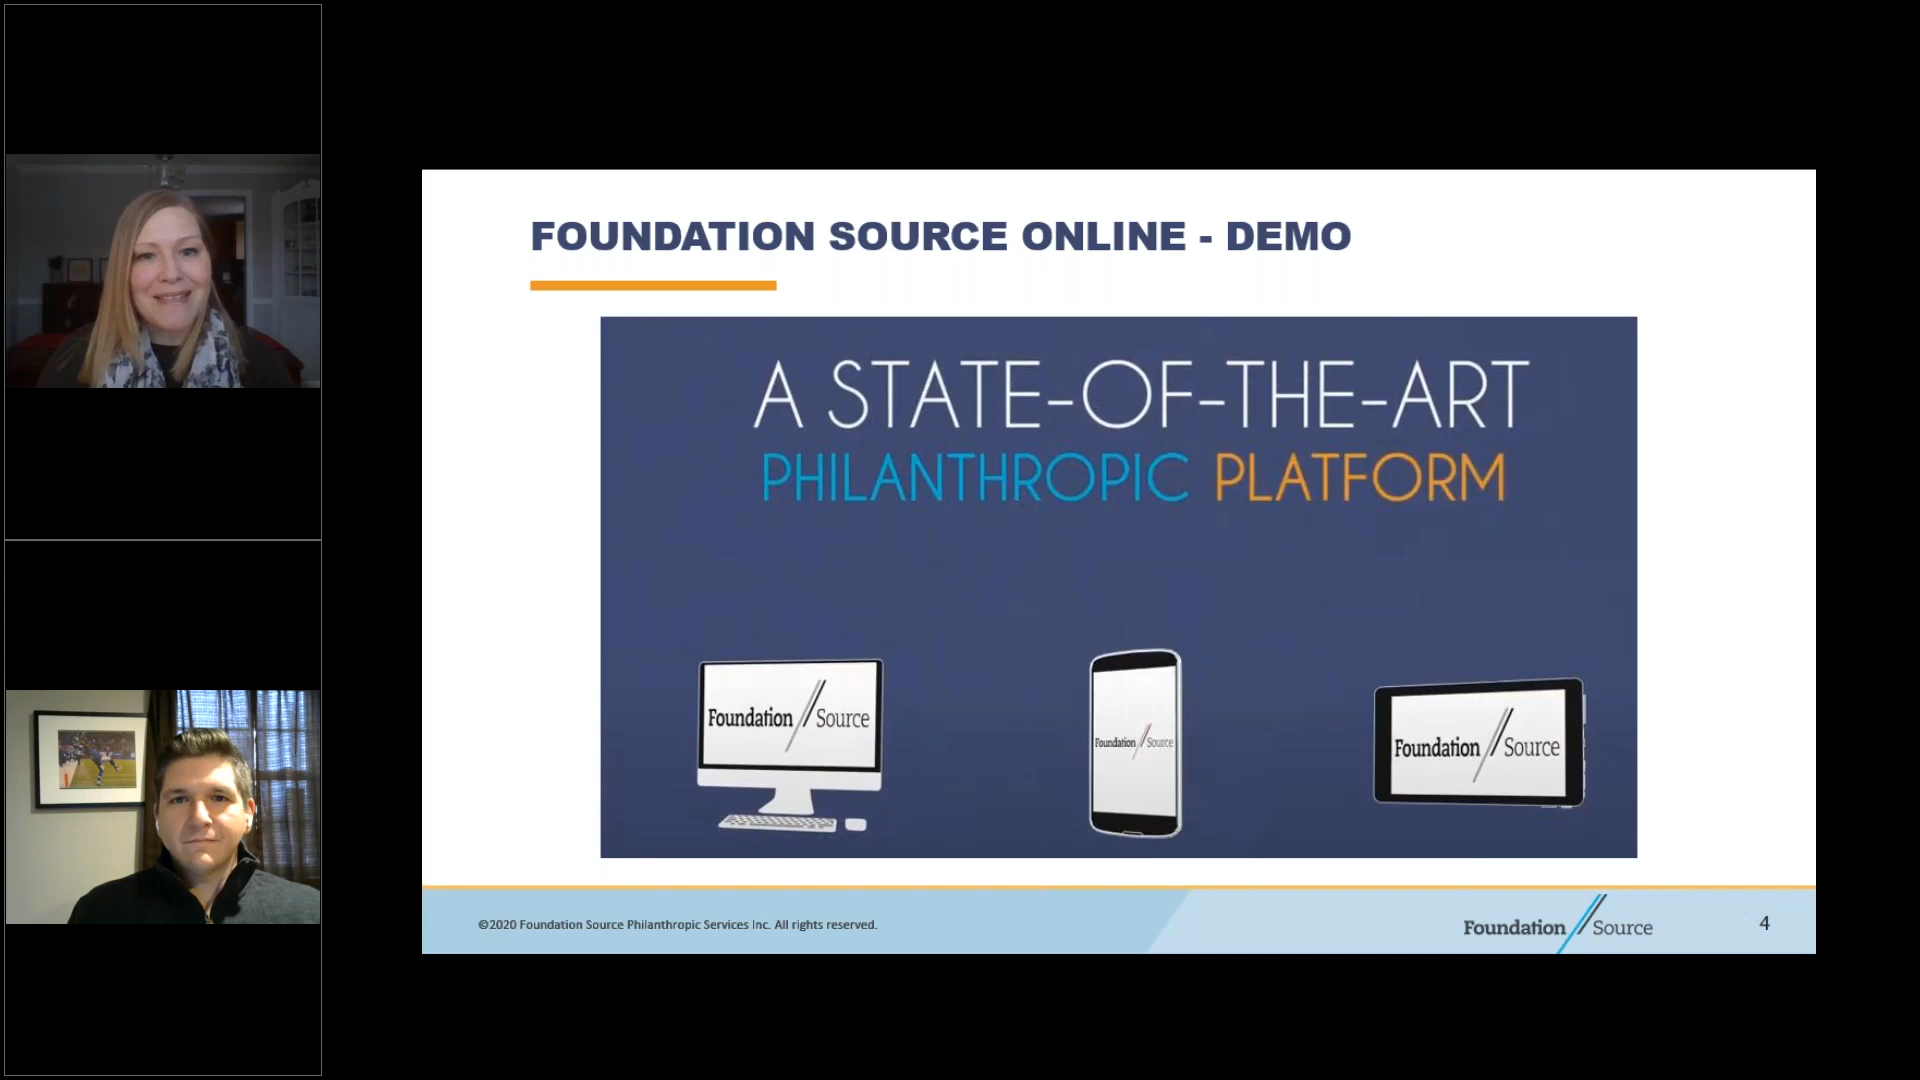 FOUNDATION SOURCE ONLINE - DEMO
A STATE-OF-THE-ART
PHILANTHROPIC PLATFORM
Foundation // Source
Foundation // Source
Foundation // Source
©2020 Foundation Source Philanthropic Services Inc. All rights reserved.
Foundation // Source
4